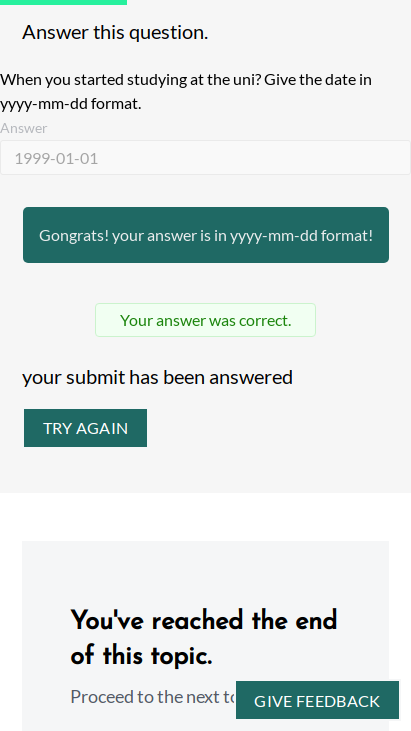 Answer this question.
When you started studying at the uni? Give the date in
yyyy-mm-dd format.
Answer
1999-01-01
Gongrats! your answer is in yyyy-mm-dd format!
Your answer was correct.
your submit has been answered
TRY AGAIN
You've reached the end
of this topic.
Proceed to the next
GIVE FEEDBACK